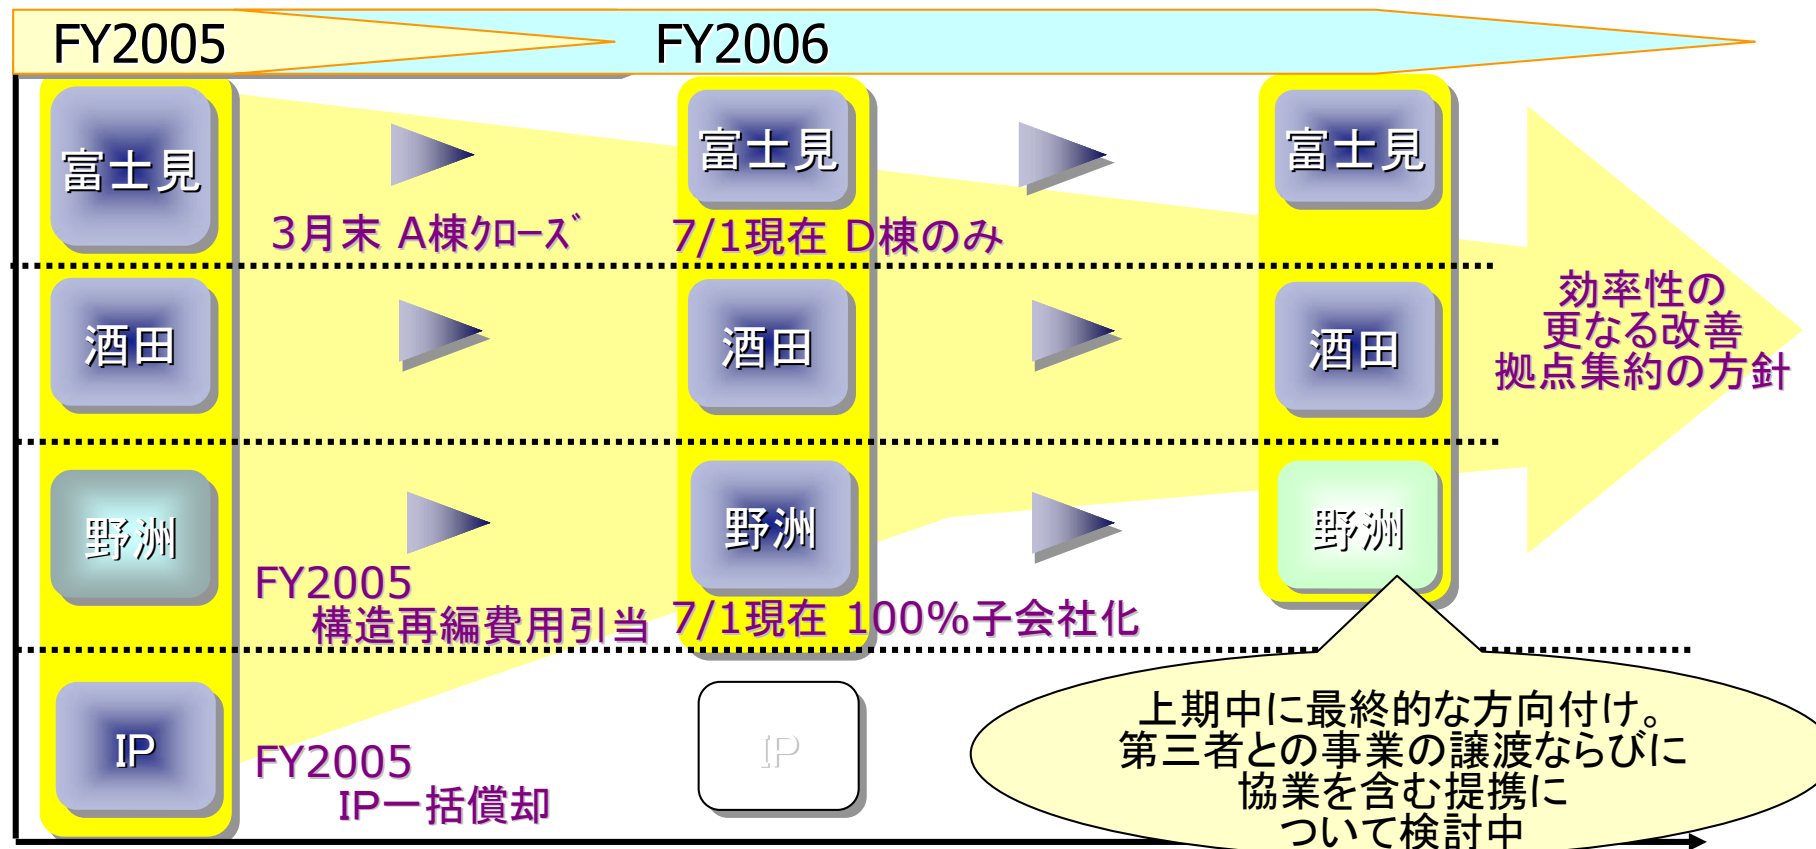 FY2005
FY2006
富士見
富士見
富士見
3月末 A棟ｸﾛｰｽﾞ
7/1現在 D棟のみ
酒田
酒田
酒田
効率性の
更なる改善
拠点集約の方針
野洲
野洲
野洲
FY2005
構造再編費用引当
7/1現在 100%子会社化
IP
IP
FY2005
IP一括償却
上期中に最終的な方向付け。
第三者との事業の譲渡ならびに
協業を含む提携に
ついて検討中